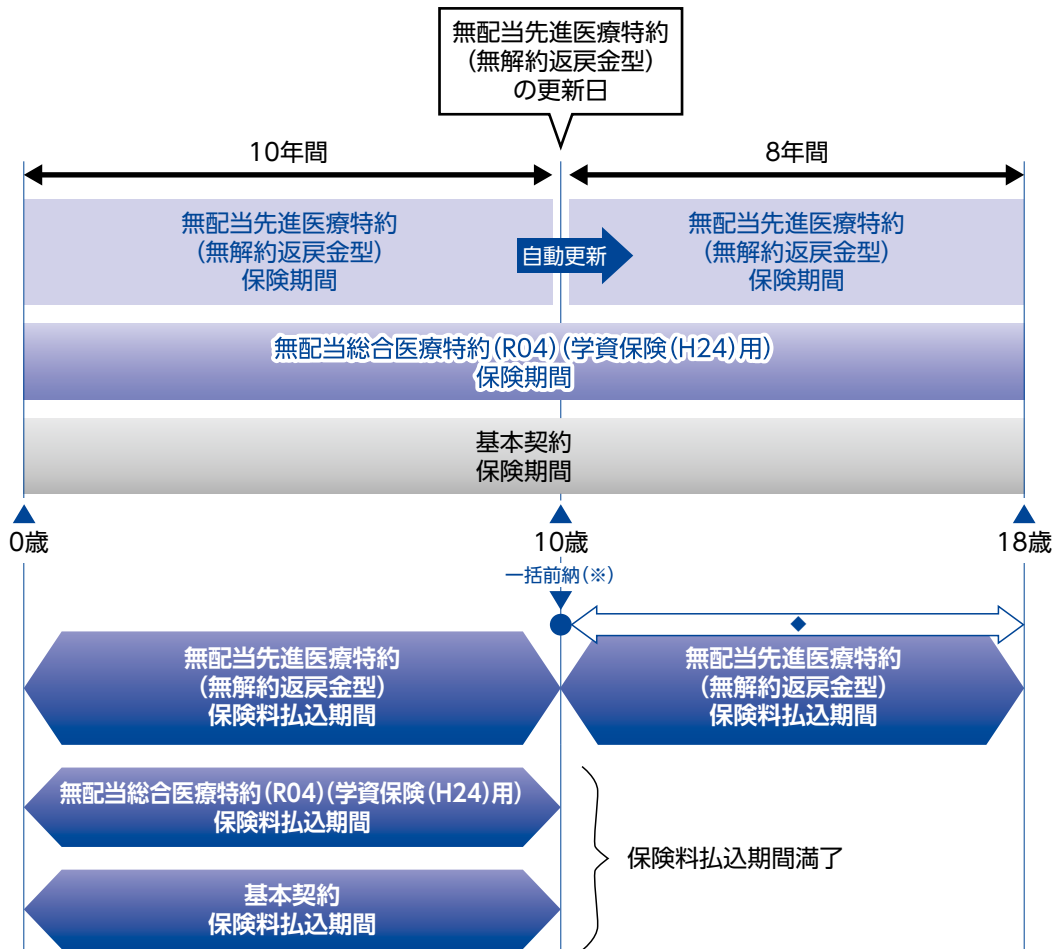 無配当先進医療特約
(無解約返戻金型)
の更新日
10年間
8年間
無配当先進医療特約
(無解約返戻金型)
保険期間
自動更新
無配当先進医療特約
(無解約返戻金型)
保険期間
無配当総合医療特約(R04)(学資保険(H24)用)
保険期間
基本契約
保険期間
0歳
10歳
18歳
一括前納(※)
◆
無配当先進医療特約
(無解約返戻金型)
保険料払込期間
無配当先進医療特約
(無解約返戻金型)
保険料払込期間
無配当総合医療特約(R04)(学資保険(H24)用)
保険料払込期間
保険料払込期間満了
基本契約
保険料払込期間